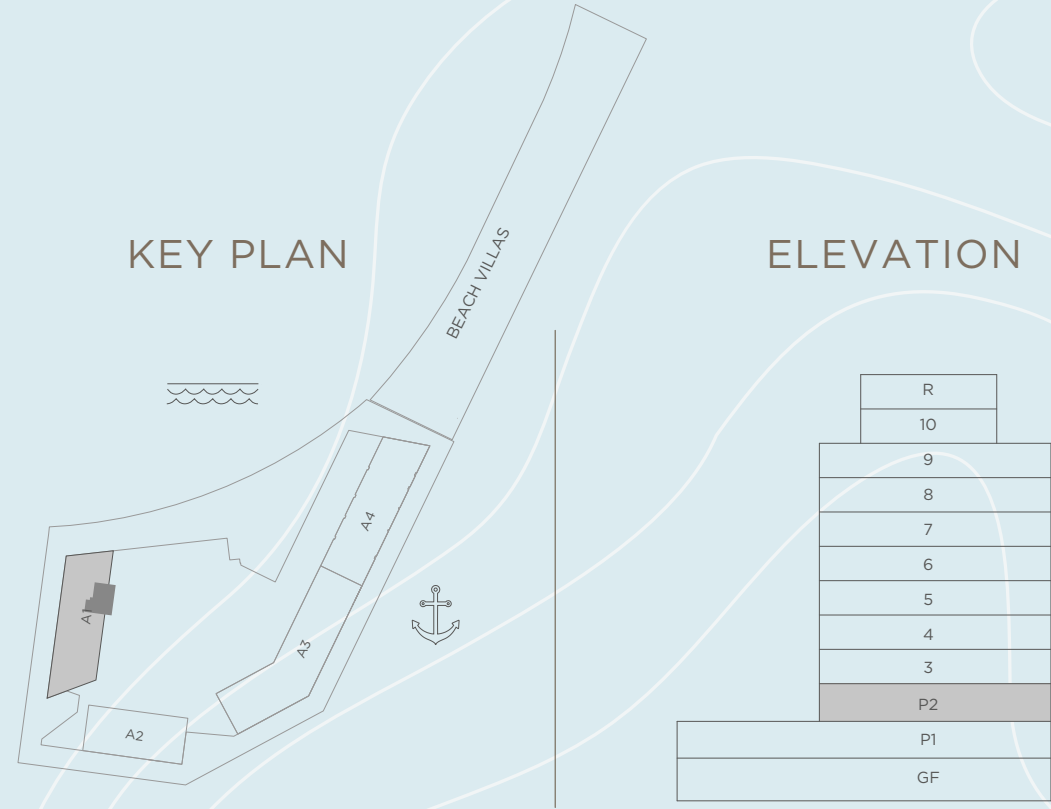 KEY PLAN
BEACH VILLAS
A4
A1
A3
A2
ELEVATION
R
10
9
8
7
6
5
4
3
P2
P1
GF